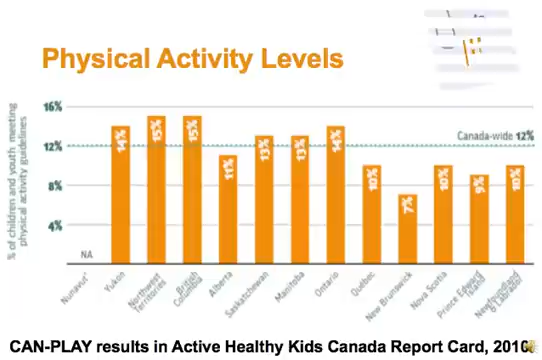 Physical Activity Levels
% of children and youth meeting
physical activity guidelines
16%
12%
8%
4%
Canada-wide 12%
NA
14%
15%
15%
11%
13%
13%
14%
10%
7%
10%
9%
10%
Nunavut*
Yukon
Northwest
Territories
British
Columbia
Alberta
Saskatchewan
Manitoba
Ontario
Quebec
New Brunswick
Nova Scotia
Prince Edward
Island
Newfoundland
& Labrador
CAN-PLAY results in Active Healthy Kids Canada Report Card, 2010